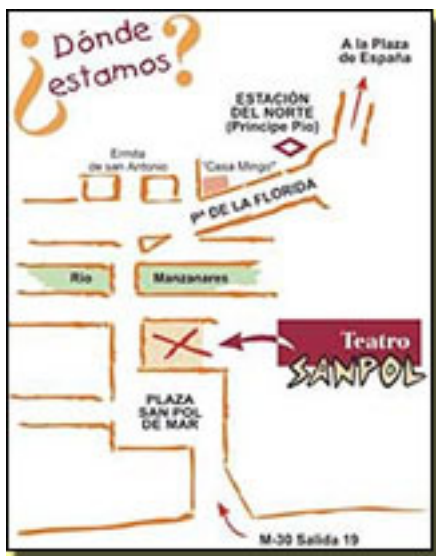 ¿Dónde
estamos?
A la Plaza
de España
ESTACIÓN
DEL NORTE
(Principe Pio)
Ermita
de san Antonio
"Casa Mingo"
Pº DE LA FLORIDA
Río Manzanares
Teatro
SANPOL
PLAZA
SAN POL
DE MAR
M-30 Salida 19